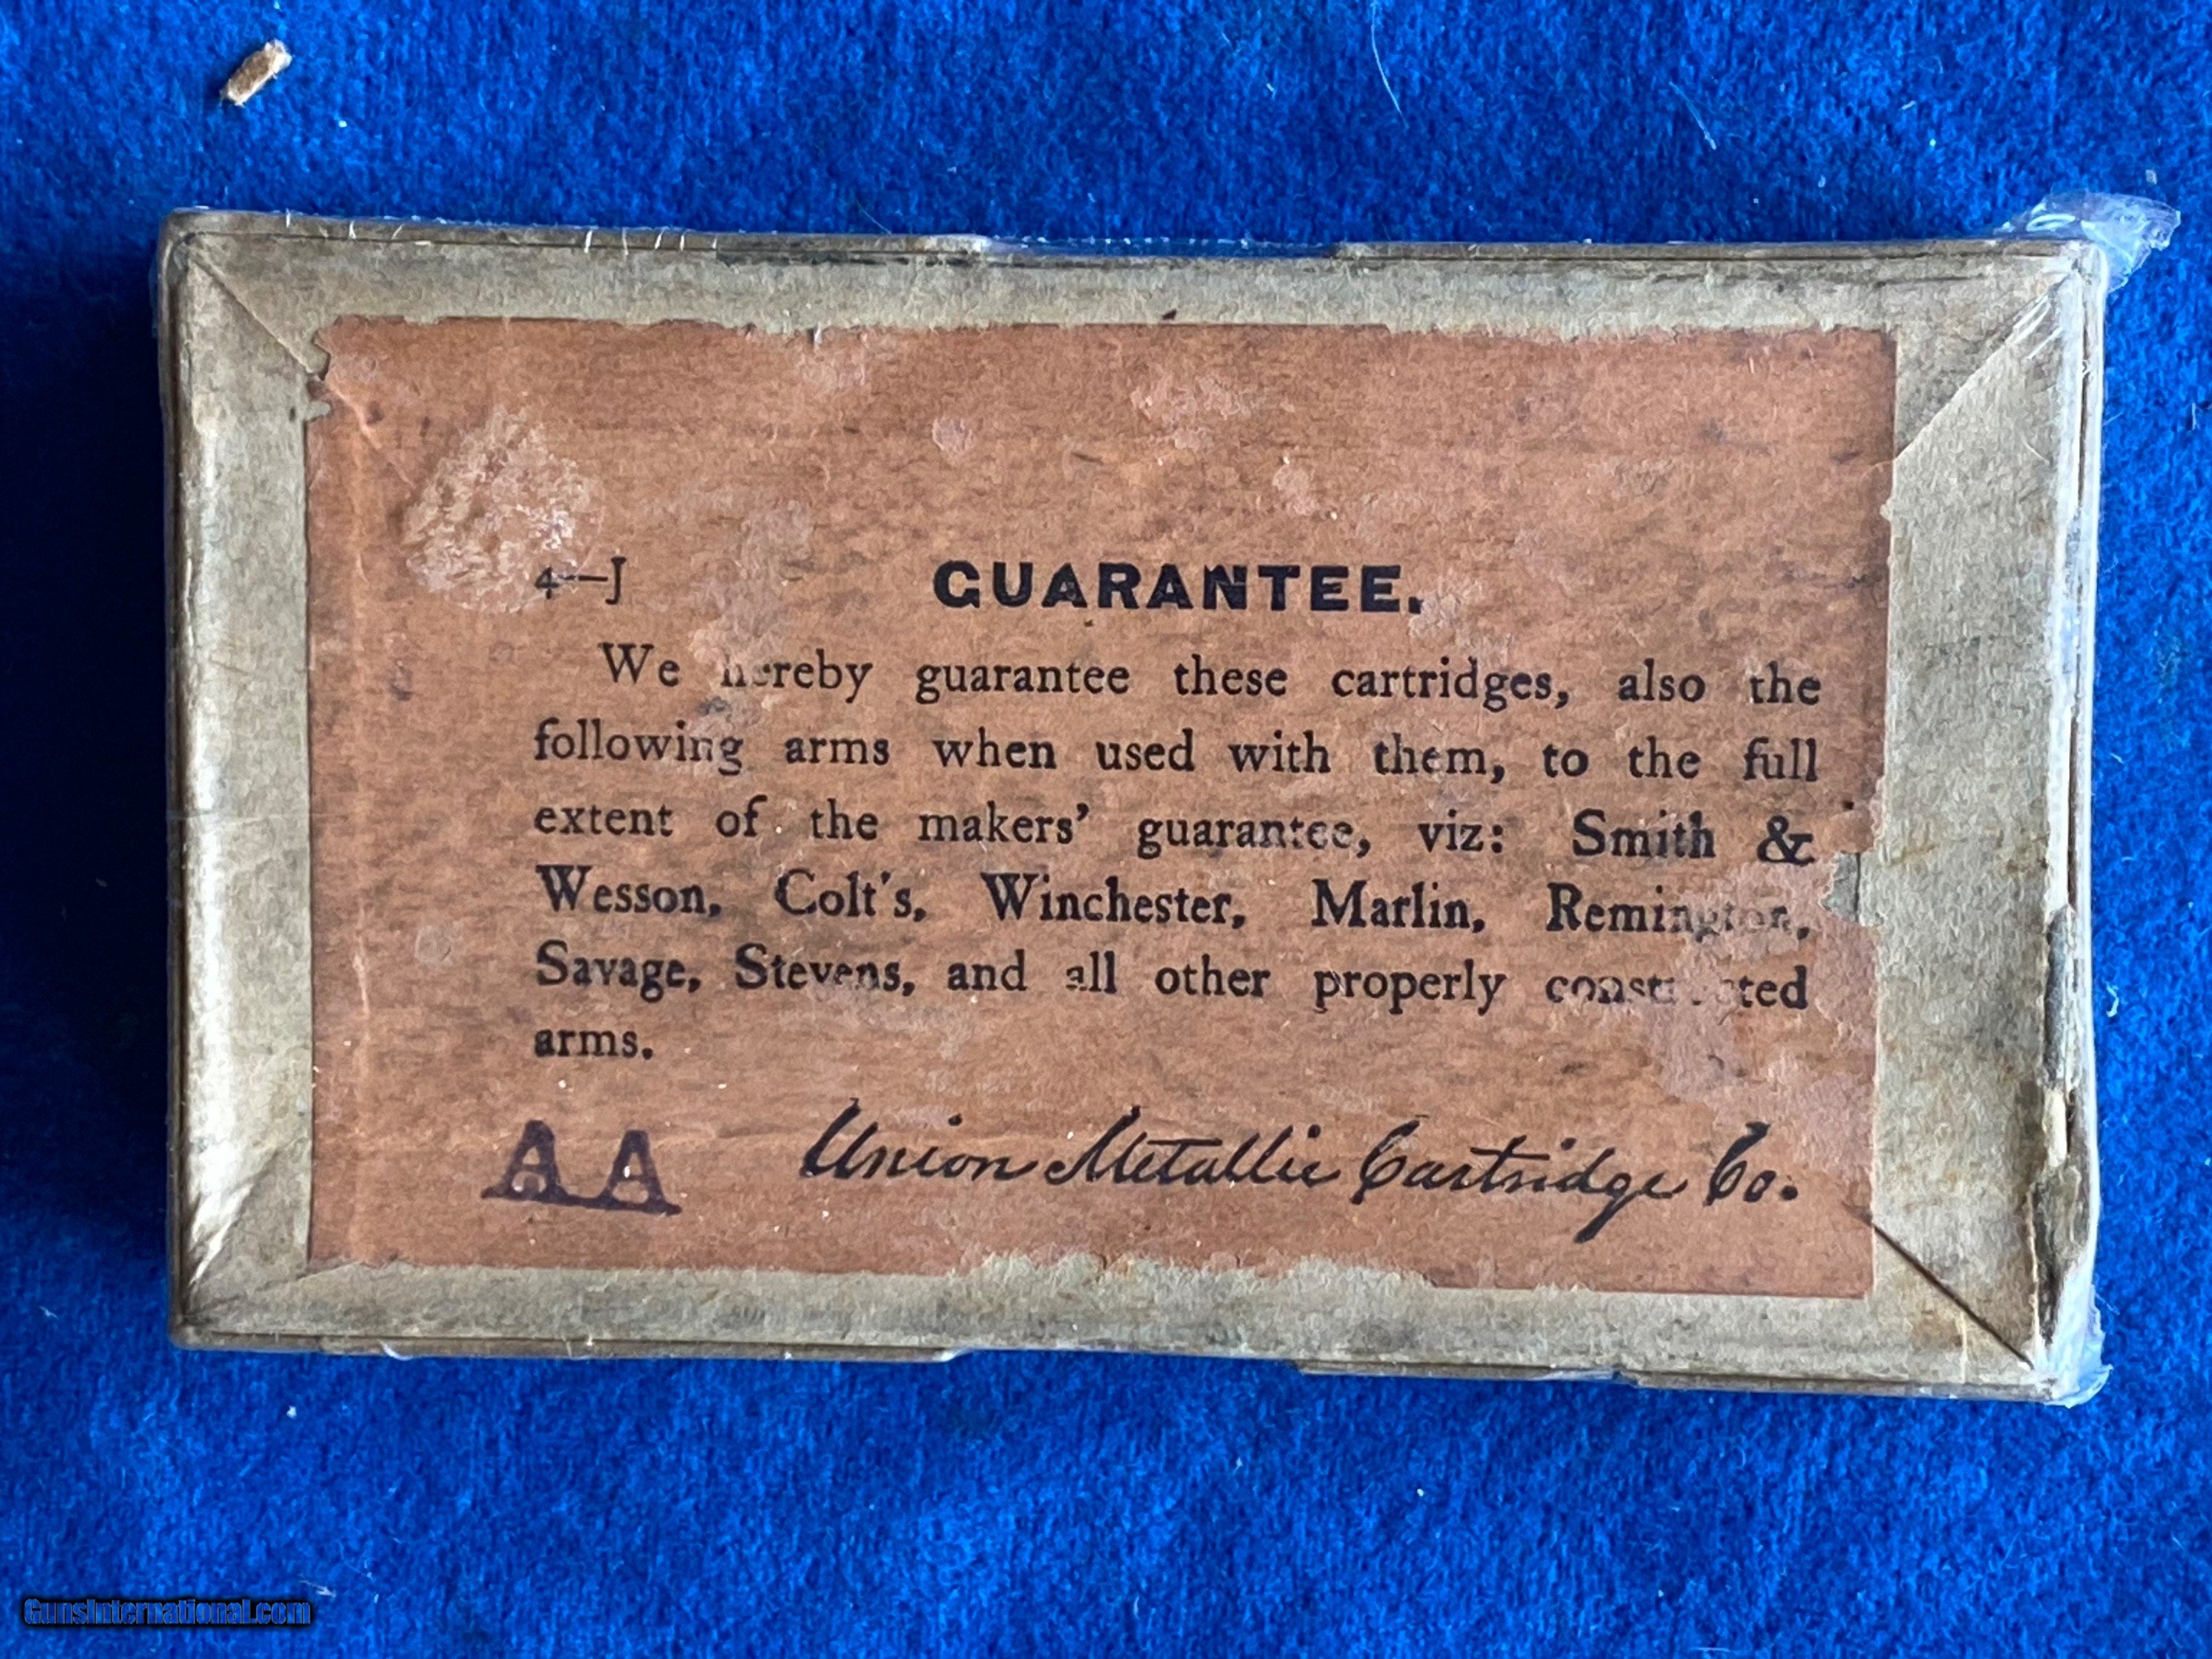 4—J GUARANTEE.
We hereby guarantee these cartridges, also the
following arms when used with them, to the full
extent of the makers' guarantee, viz: Smith &
Wesson, Colt's, Winchester, Marlin, Remington,
Savage, Stevens, and all other properly constructed
arms.
AA Union Metallic Cartridge Co.
GunsInternational.com